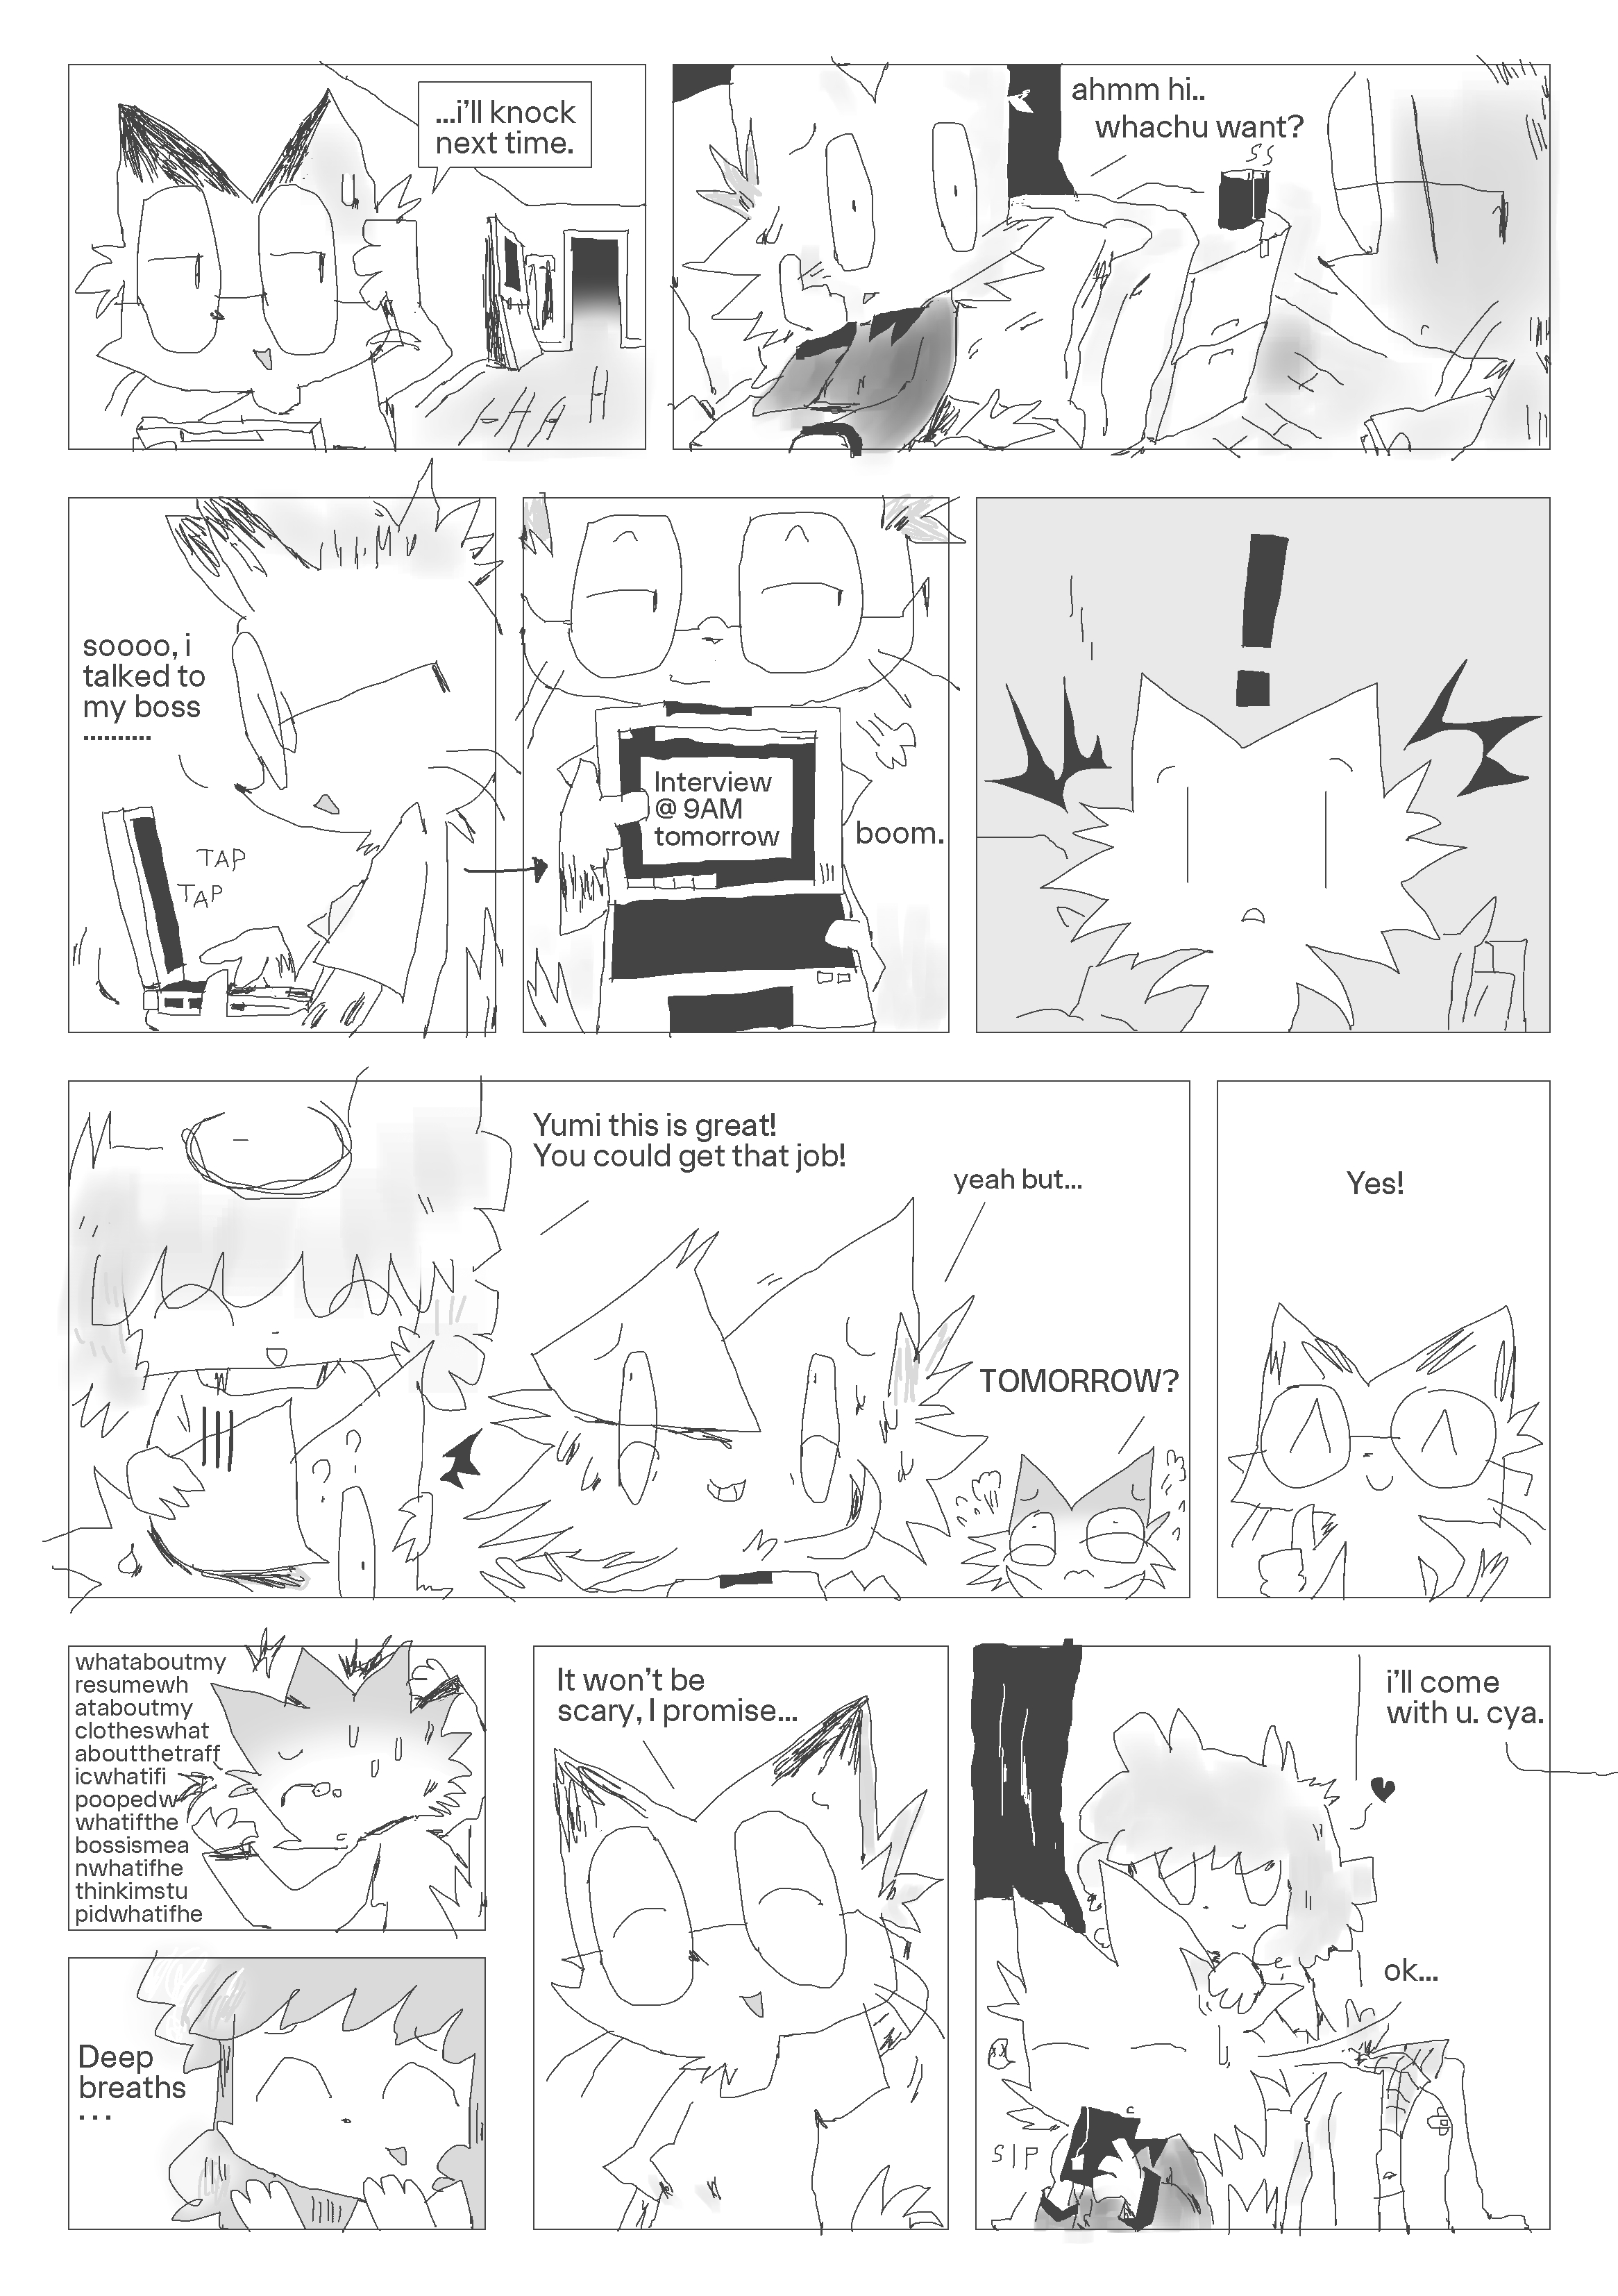 ...i'll knock
next time.
HAH
ahmm hi..
whachu want?
soooo, i
talked to
my boss
..........
TAP
TAP
Interview
@ 9AM
tomorrow
boom.
!
Yumi this is great!
You could get that job!
yeah but...
TOMORROW?
Yes!
whataboutmy
resumewh
ataboutmy
clotheswhat
aboutthetraff
icwhatifi
poopedw
whatifthe
bossismea
nwhatifhe
thinkimstu
pidwhatifhe
Deep
breaths
...
It won't be
scary, I promise...
i'll come
with u. cya.
ok...
SIP